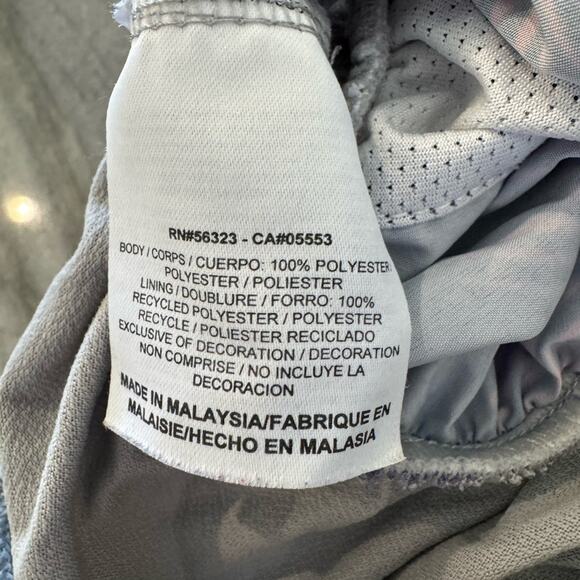 RN#56323 - CA#05553
BODY / CORPS / CUERPO: 100% POLYESTER /
POLYESTER / POLIESTER
LINING / DOUBLURE / FORRO: 100%
RECYCLED POLYESTER / POLYESTER
RECYCLE / POLIESTER RECICLADO
EXCLUSIVE OF DECORATION / DECORATION
NON COMPRISE / NO INCLUYE LA
DECORACION
MADE IN MALAYSIA/FABRIQUE EN
MALAISIE/HECHO EN MALASIA